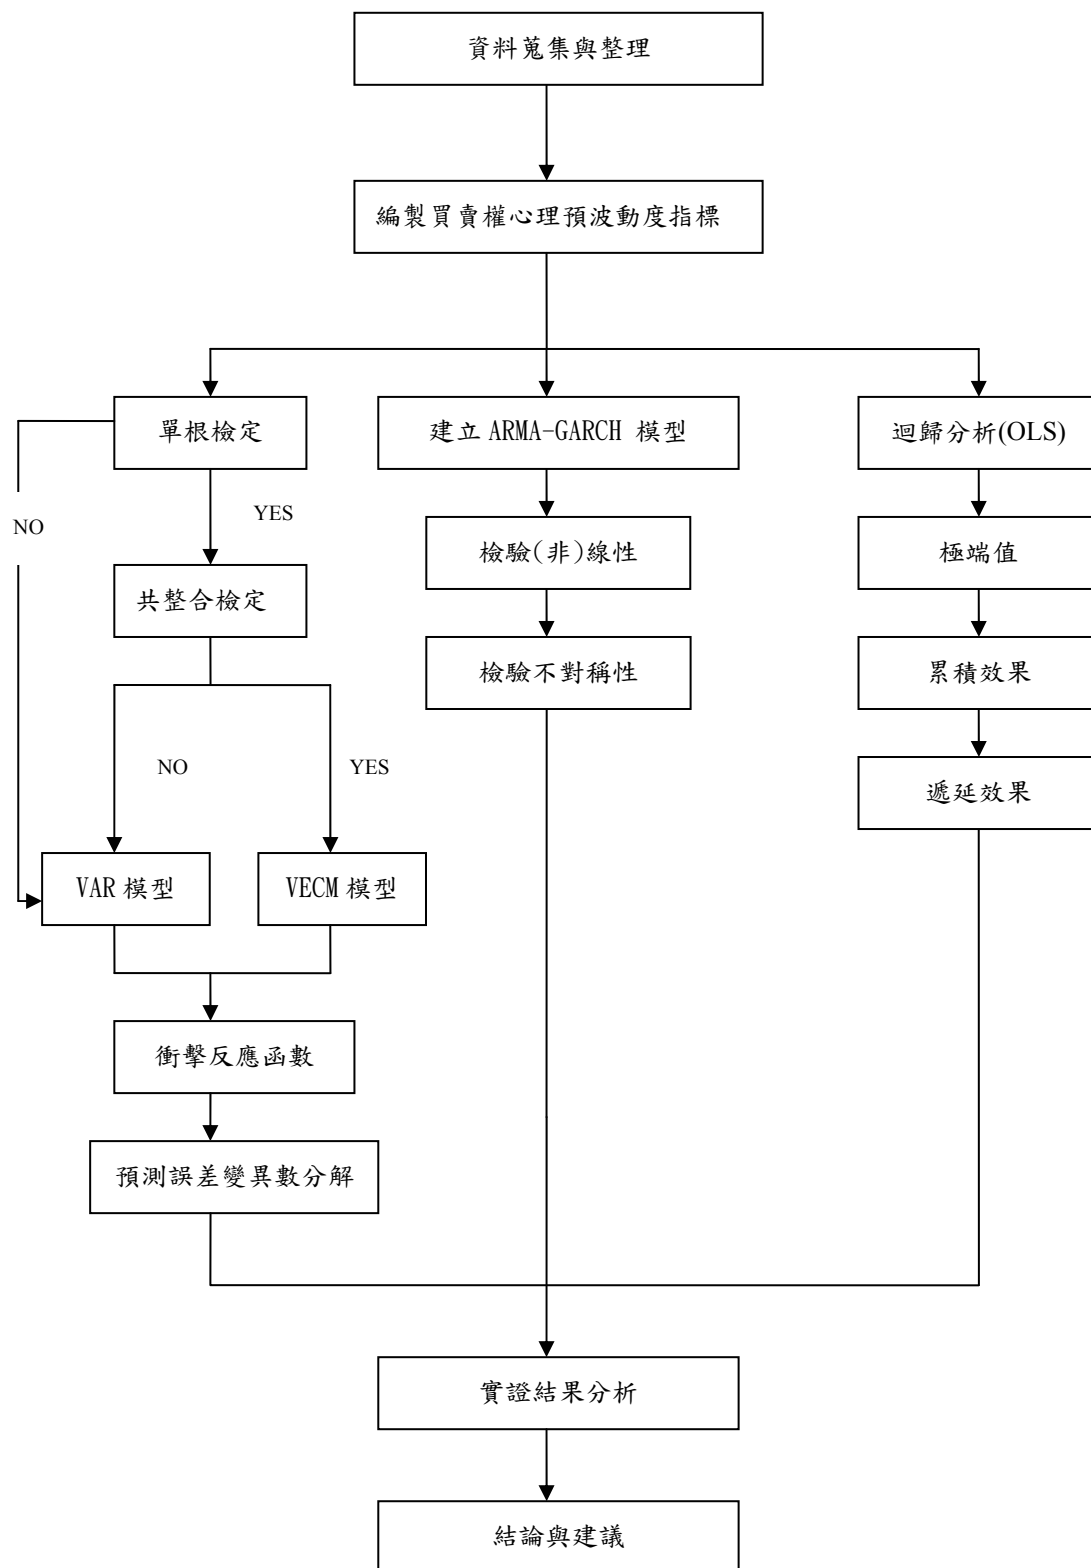 資料蒐集與整理
編製買賣權心理預波動度指標
單根檢定
建立 ARMA-GARCH 模型
迴歸分析(OLS)
NO
YES
檢驗(非)線性
極端值
共整合檢定
檢驗不對稱性
累積效果
NO
YES
遞延效果
VAR 模型
VECM 模型
衝擊反應函數
預測誤差變異數分解
實證結果分析
結論與建議